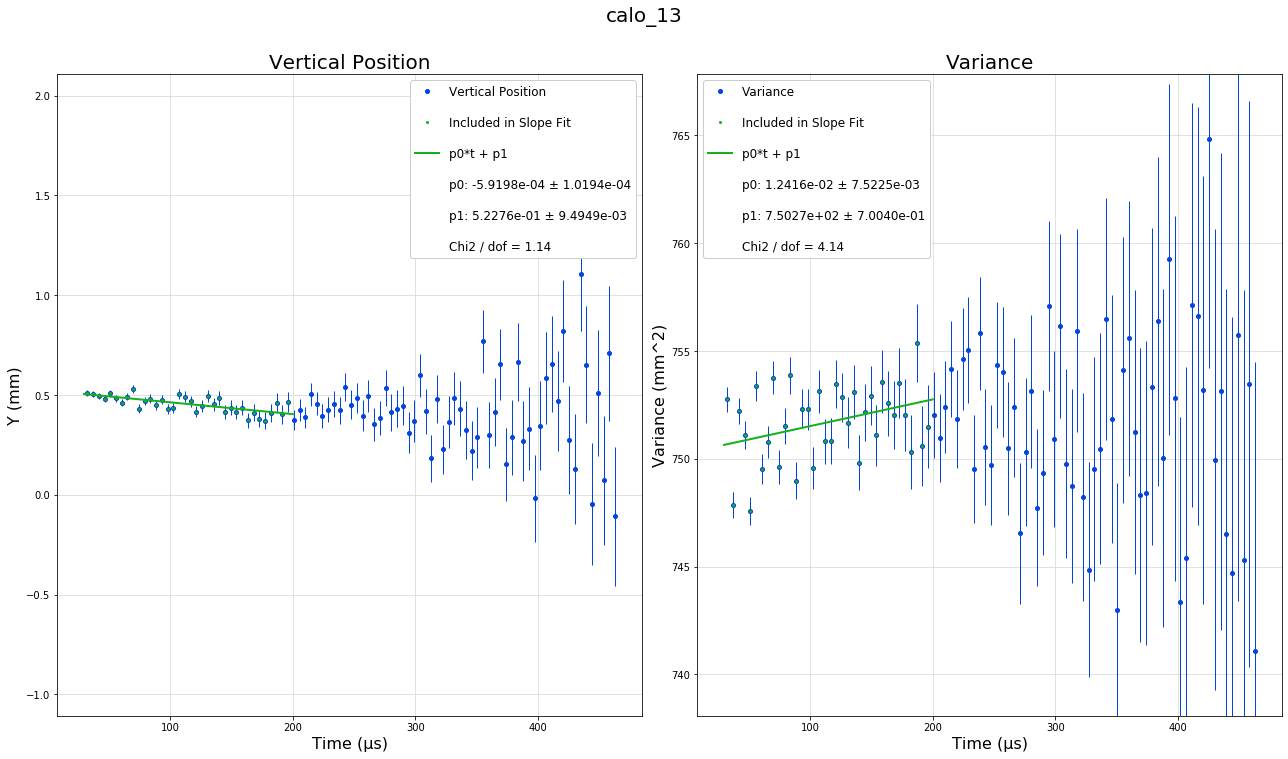 calo_13
Vertical Position
Vertical Position
Included in Slope Fit
p0*t + p1
p0: -5.9198e-04 ± 1.0194e-04
p1: 5.2276e-01 ± 9.4949e-03
Chi2 / dof = 1.14
2.0
1.5
1.0
0.5
0.0
−0.5
−1.0
Y (mm)
100
200
300
400
Time (μs)
Variance
Variance
Included in Slope Fit
p0*t + p1
p0: 1.2416e-02 ± 7.5225e-03
p1: 7.5027e+02 ± 7.0040e-01
Chi2 / dof = 4.14
765
760
755
750
745
740
Variance (mm^2)
100
200
300
400
Time (μs)